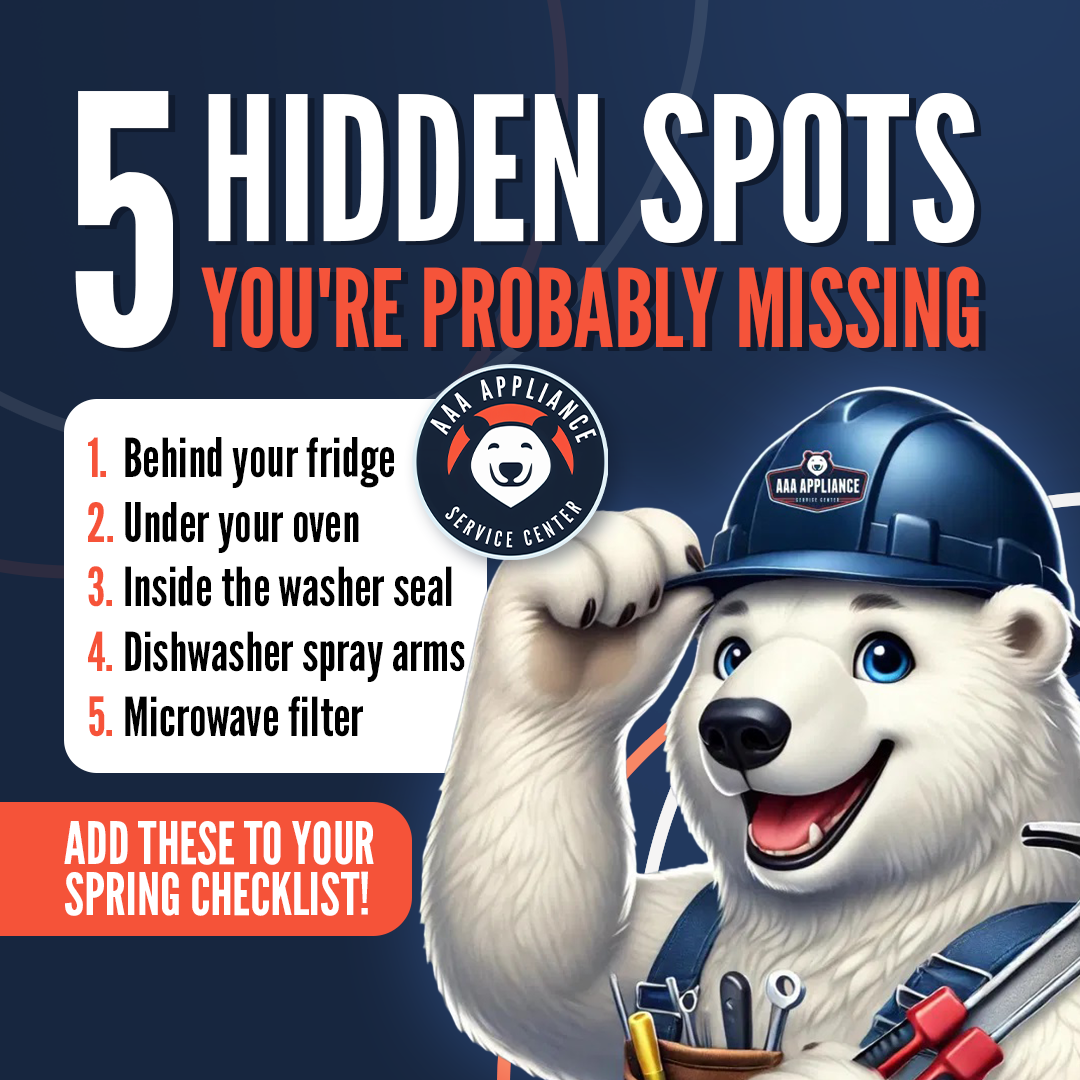 5 HIDDEN SPOTS
YOU'RE PROBABLY MISSING
AAA APPLIANCE
SERVICE CENTER
1. Behind your fridge
2. Under your oven
3. Inside the washer seal
4. Dishwasher spray arms
5. Microwave filter
AAA APPLIANCE
SERVICE CENTER
ADD THESE TO YOUR
SPRING CHECKLIST!